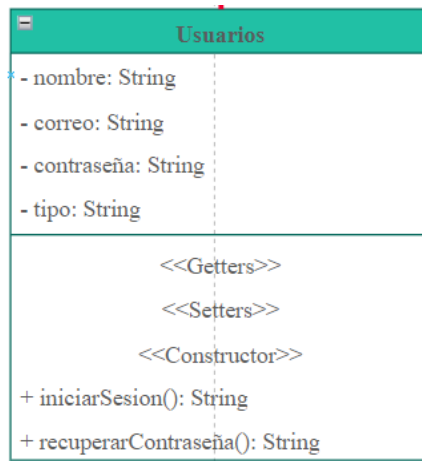 Usuarios
- nombre: String
- correo: String
- contraseña: String
- tipo: String
<<Getters>>
<<Setters>>
<<Constructor>>
+ iniciarSesion(): String
+ recuperarContraseña(): String